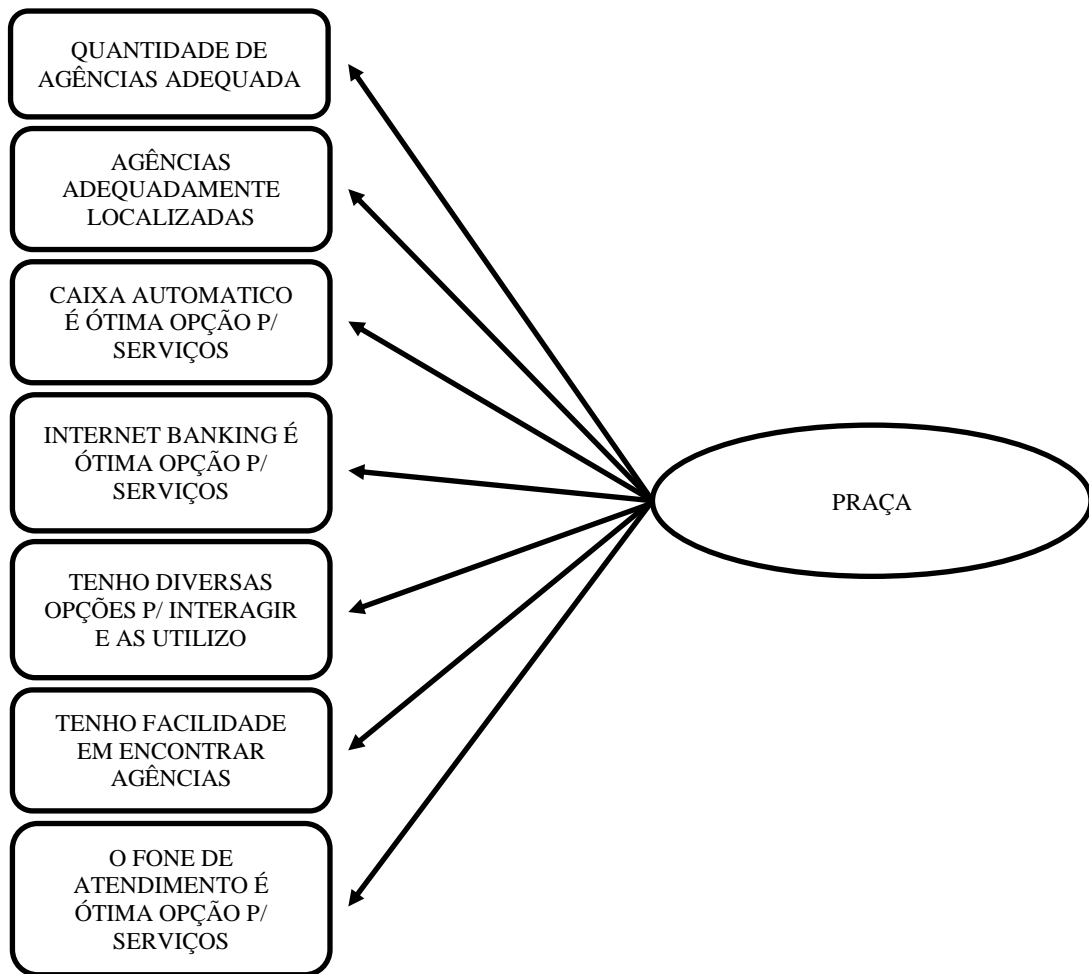 QUANTIDADE DE
AGÊNCIAS ADEQUADA
AGÊNCIAS
ADEQUADAMENTE
LOCALIZADAS
CAIXA AUTOMATICO
É ÓTIMA OPÇÃO P/
SERVIÇOS
INTERNET BANKING É
ÓTIMA OPÇÃO P/
SERVIÇOS
TENHO DIVERSAS
OPÇÕES P/ INTERAGIR
E AS UTILIZO
TENHO FACILIDADE
EM ENCONTRAR
AGÊNCIAS
O FONE DE
ATENDIMENTO É
ÓTIMA OPÇÃO P/
SERVIÇOS
PRAÇA